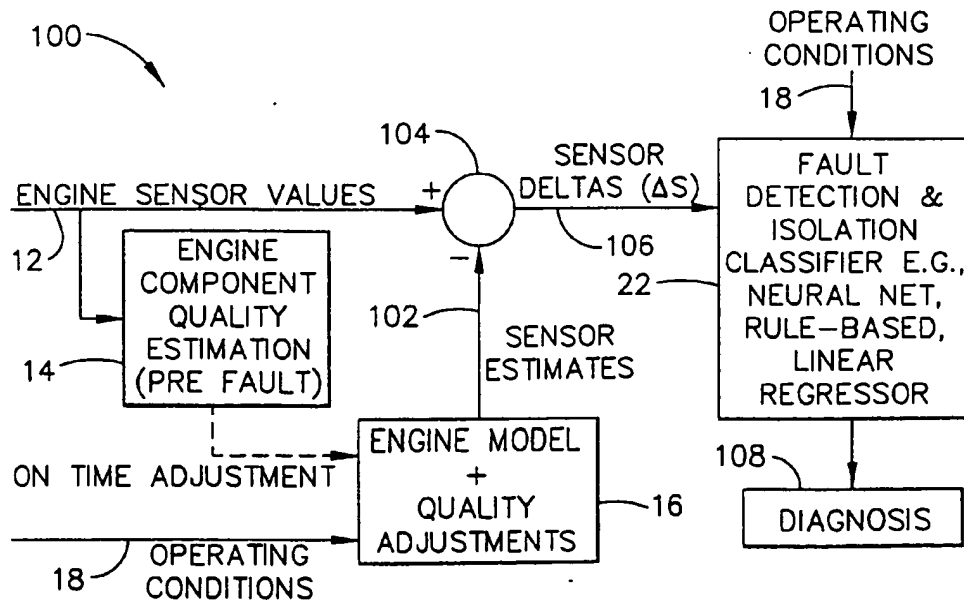 100
OPERATING
CONDITIONS
18
104
SENSOR
DELTAS (ΔS)
ENGINE SENSOR VALUES
+
-
12
106
ENGINE
COMPONENT
QUALITY
ESTIMATION
(PRE FAULT)
14
102
SENSOR
ESTIMATES
FAULT
DETECTION &
ISOLATION
CLASSIFIER E.G.,
NEURAL NET,
RULE-BASED,
LINEAR
REGRESSOR
22
ON TIME ADJUSTMENT
ENGINE MODEL
+
QUALITY
ADJUSTMENTS
16
108
DIAGNOSIS
18
OPERATING
CONDITIONS